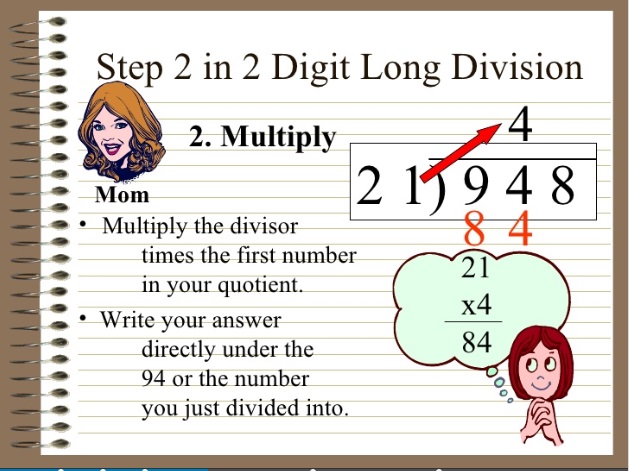 Step 2 in 2 Digit Long Division
2. Multiply
Mom
4
2 1) 9 4 8
8 4
• Multiply the divisor
times the first number
in your quotient.
• Write your answer
directly under the
94 or the number
you just divided into.
21
x4
84